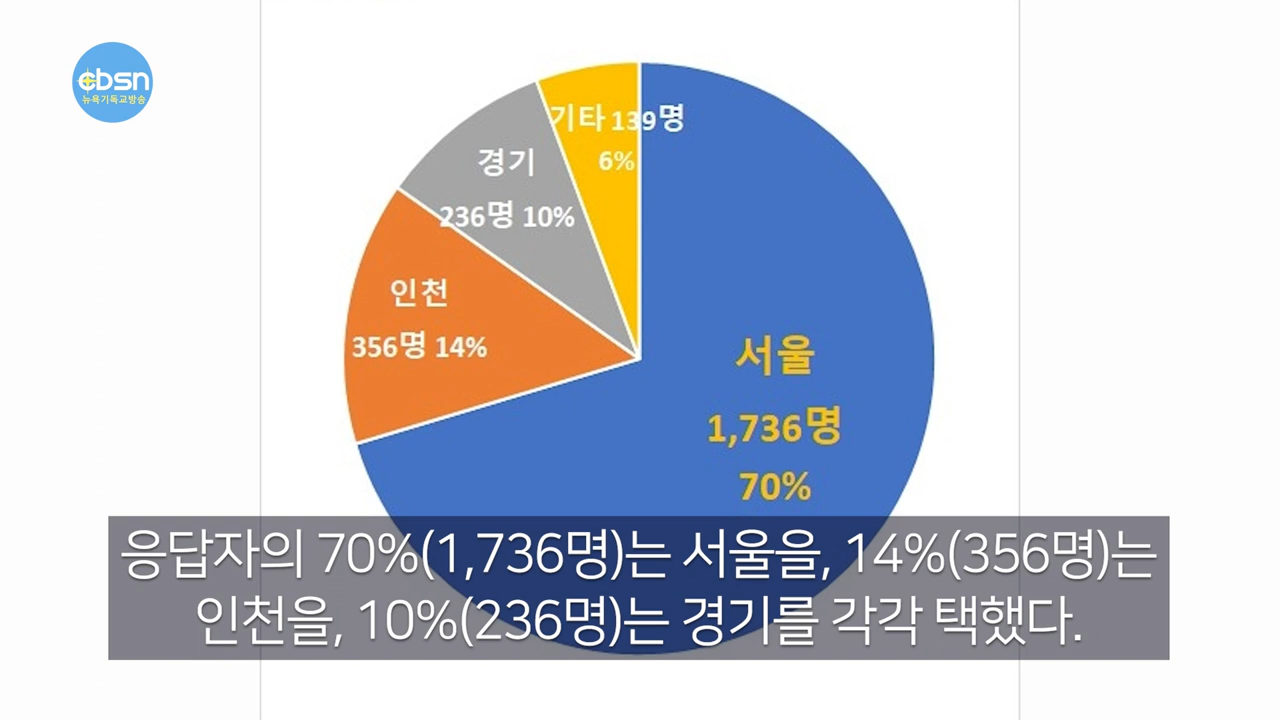 cbsn
뉴욕기독교방송
기타 139명
6%
경기
236명 10%
인천
356명 14%
서울
1,736명
70%
응답자의 70%(1,736명)는 서울을, 14%(356명)는
인천을, 10%(236명)는 경기를 각각 택했다.